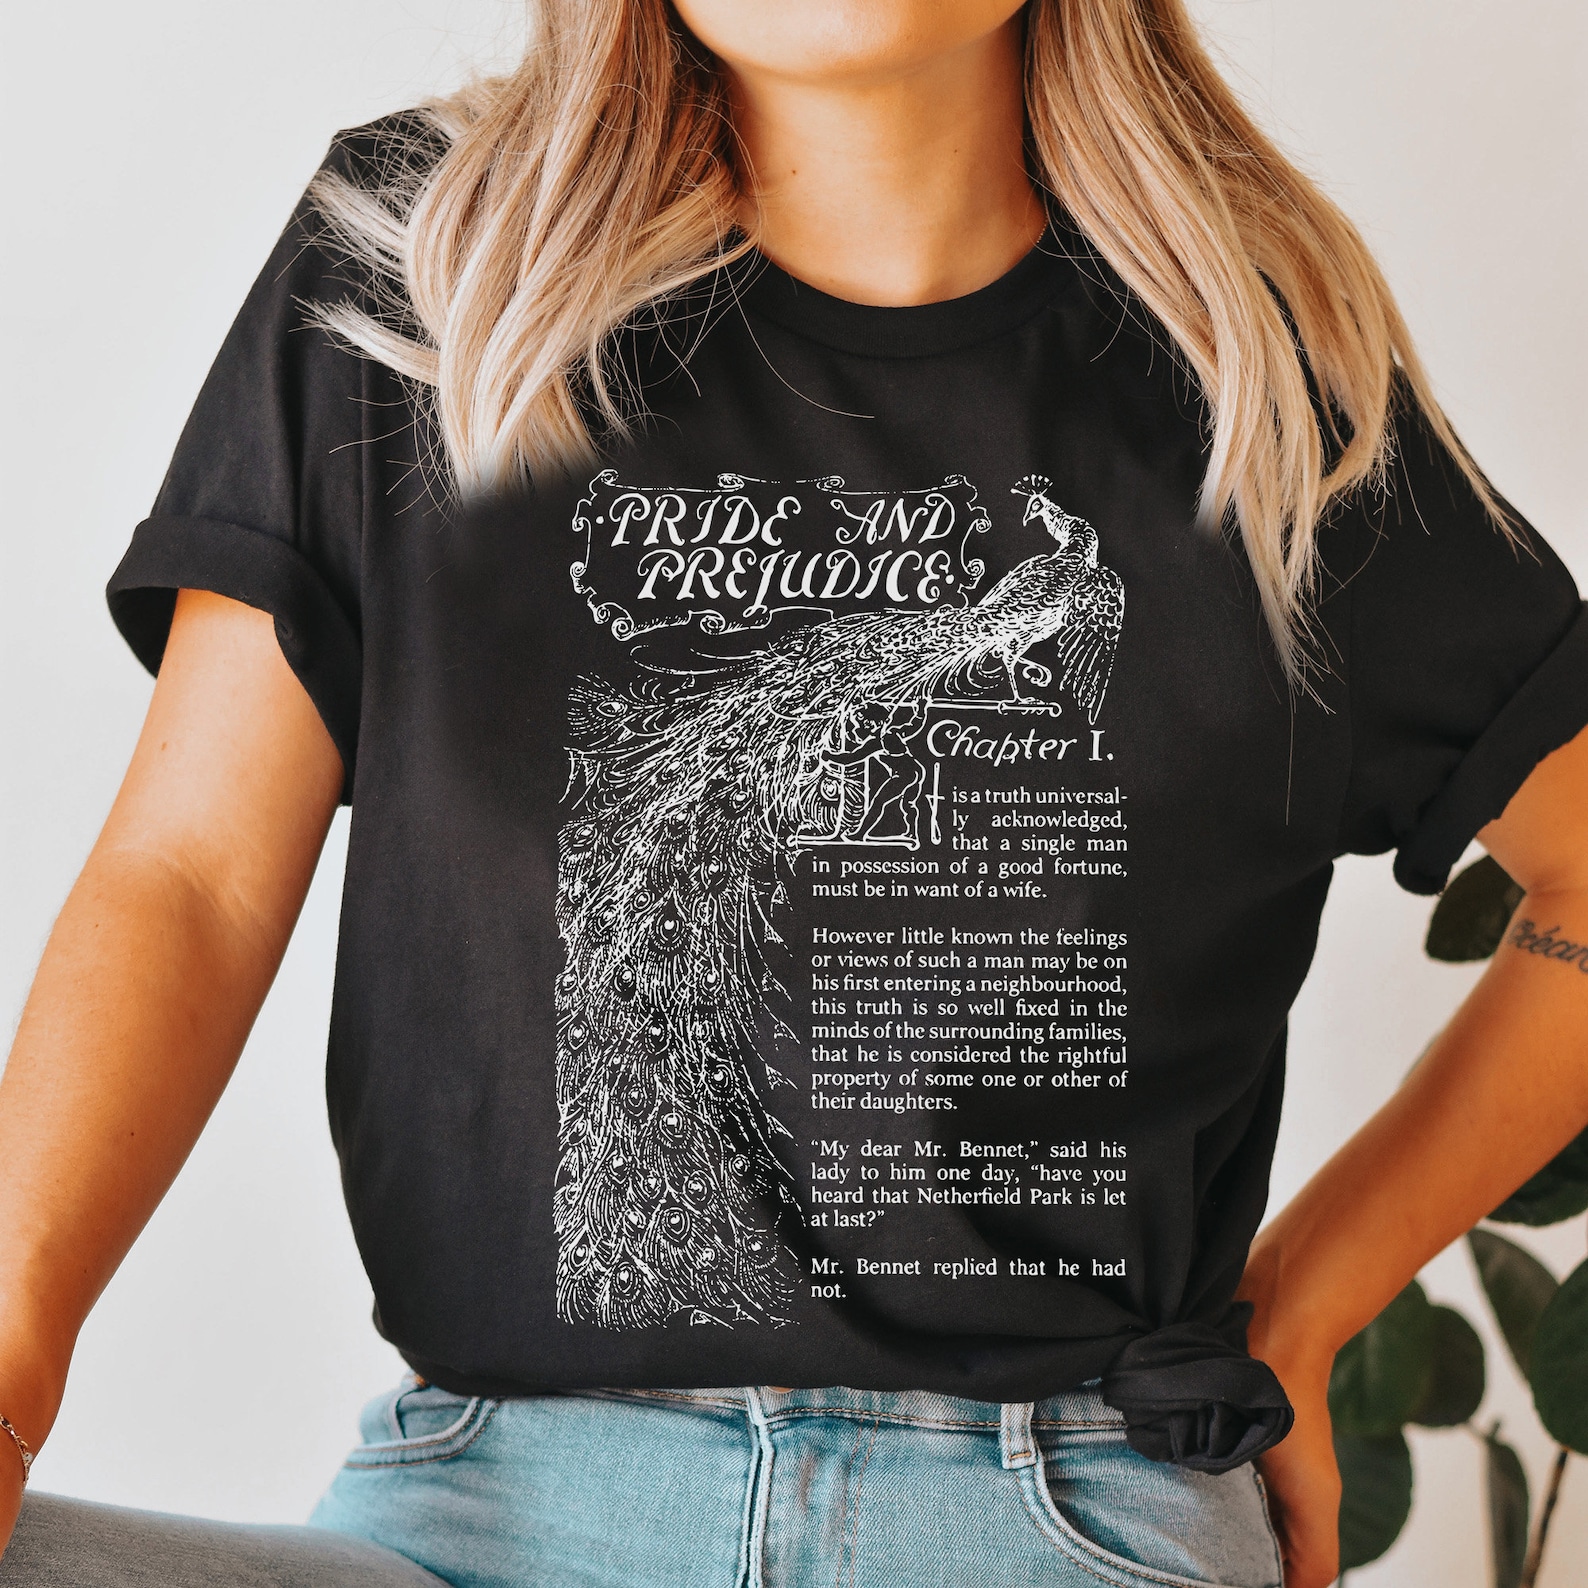 ·PRIDE AND
PREJUDICE·
Chapter I.
It is a truth universal-
ly acknowledged,
that a single man
in possession of a good fortune,
must be in want of a wife.
However little known the feelings
or views of such a man may be on
his first entering a neighbourhood,
this truth is so well fixed in the
minds of the surrounding families,
that he is considered the rightful
property of some one or other of
their daughters.
“My dear Mr. Bennet,” said his
lady to him one day, “have you
heard that Netherfield Park is let
at last?”
Mr. Bennet replied that he had
not.